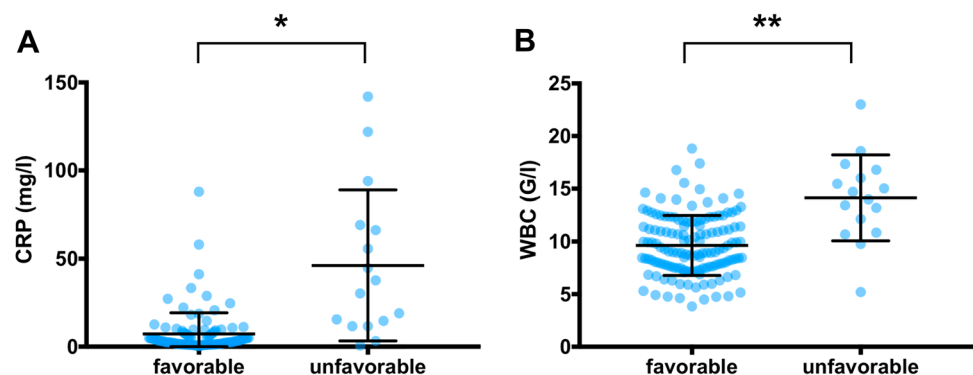 A
*
CRP (mg/l)
150
100
50
0
favorable
unfavorable
B
**
WBC (G/l)
25
20
15
10
5
0
favorable
unfavorable